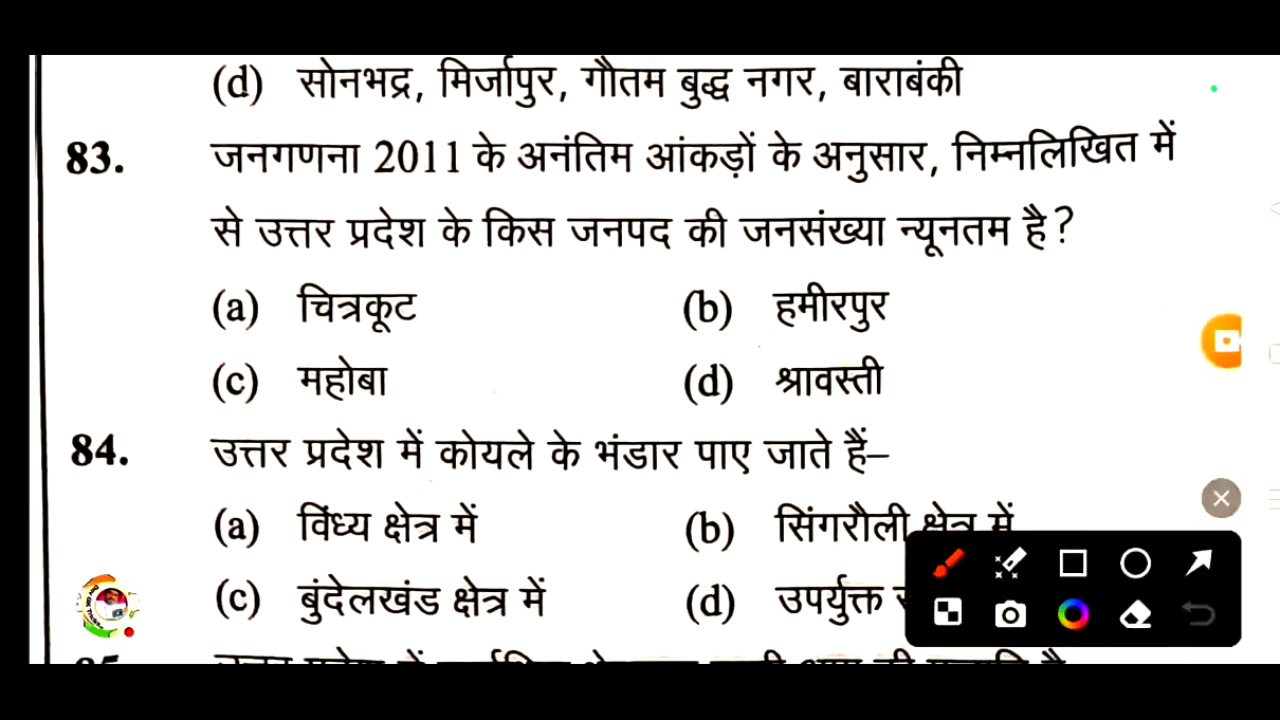 (d) सोनभद्र, मिर्जापुर, गौतम बुद्ध नगर, बाराबंकी
83. जनगणना 2011 के अनंतिम आंकड़ों के अनुसार, निम्नलिखित में
से उत्तर प्रदेश के किस जनपद की जनसंख्या न्यूनतम है?
(a) चित्रकूट (b) हमीरपुर
(c) महोबा (d) श्रावस्ती
84. उत्तर प्रदेश में कोयले के भंडार पाए जाते हैं–
(a) विंध्य क्षेत्र में (b) सिंगरौली क्षेत्र में
(c) बुंदेलखंड क्षेत्र में (d) उपर्युक्त